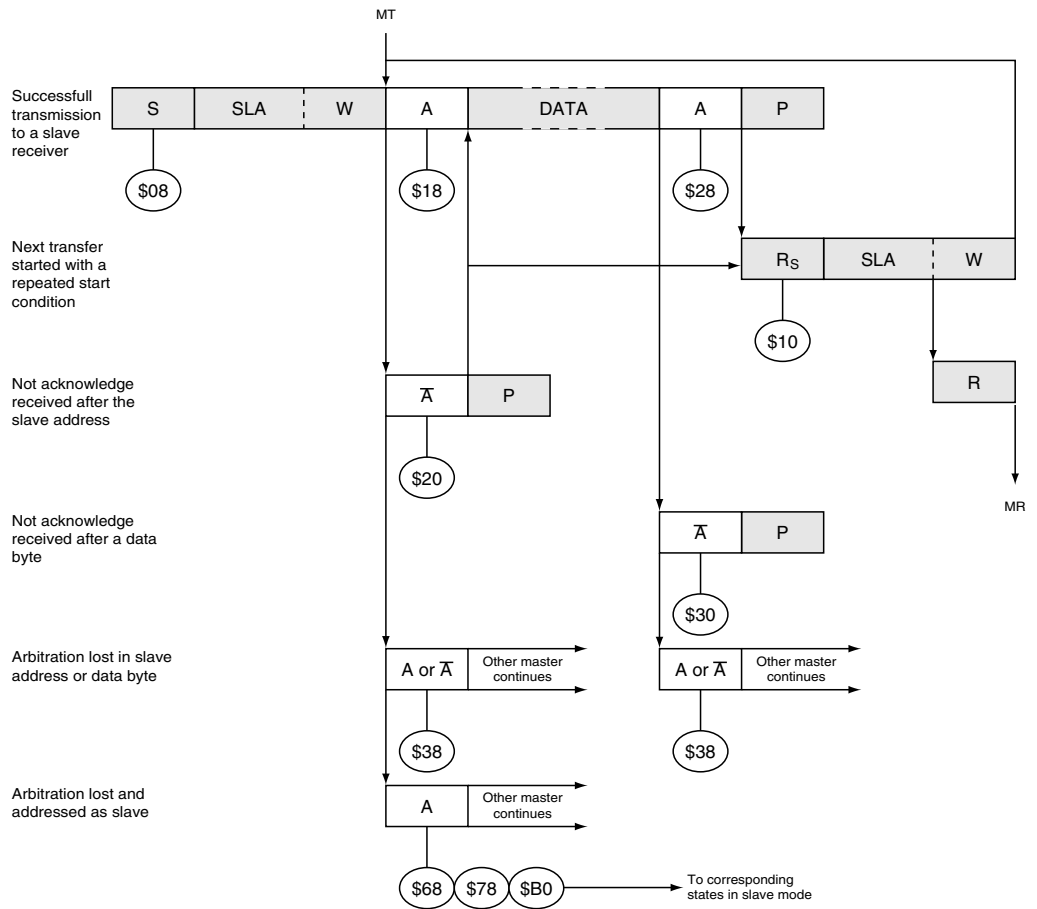 MT
Successfull
transmission
to a slave
receiver
S SLA W A DATA A P
$08 $18 $28
Next transfer
started with a
repeated start
condition
RS SLA W
$10
Not acknowledge
received after the
slave address
A̅ P
R
$20
MR
Not acknowledge
received after a data
byte
A̅ P
$30
Arbitration lost in slave
address or data byte
A or A̅
Other master
continues
A or A̅
Other master
continues
$38 $38
Arbitration lost and
addressed as slave
A
Other master
continues
$68 $78 $B0
To corresponding
states in slave mode